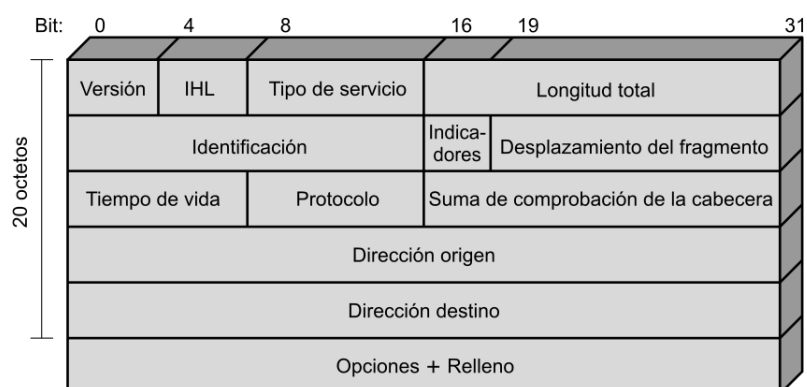 Bit: 0 4 8 16 19 31
Versión IHL Tipo de servicio Longitud total
Identificación Indica-
dores Desplazamiento del fragmento
Tiempo de vida Protocolo Suma de comprobación de la cabecera
Dirección origen
Dirección destino
Opciones + Relleno
20 octetos